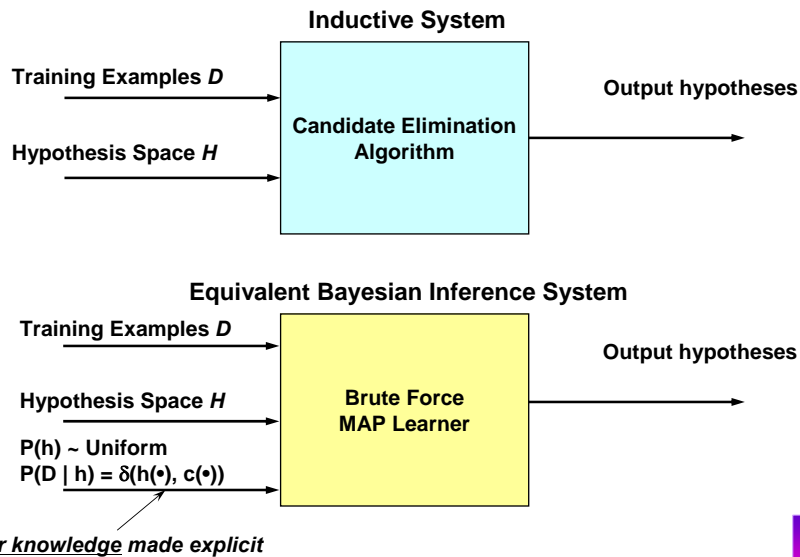 Inductive System
Training Examples D
Output hypotheses
Candidate Elimination
Algorithm
Hypothesis Space H
Equivalent Bayesian Inference System
Training Examples D
Output hypotheses
Brute Force
MAP Learner
Hypothesis Space H
P(h) ~ Uniform
P(D | h) = δ(h(•), c(•))
knowledge made explicit